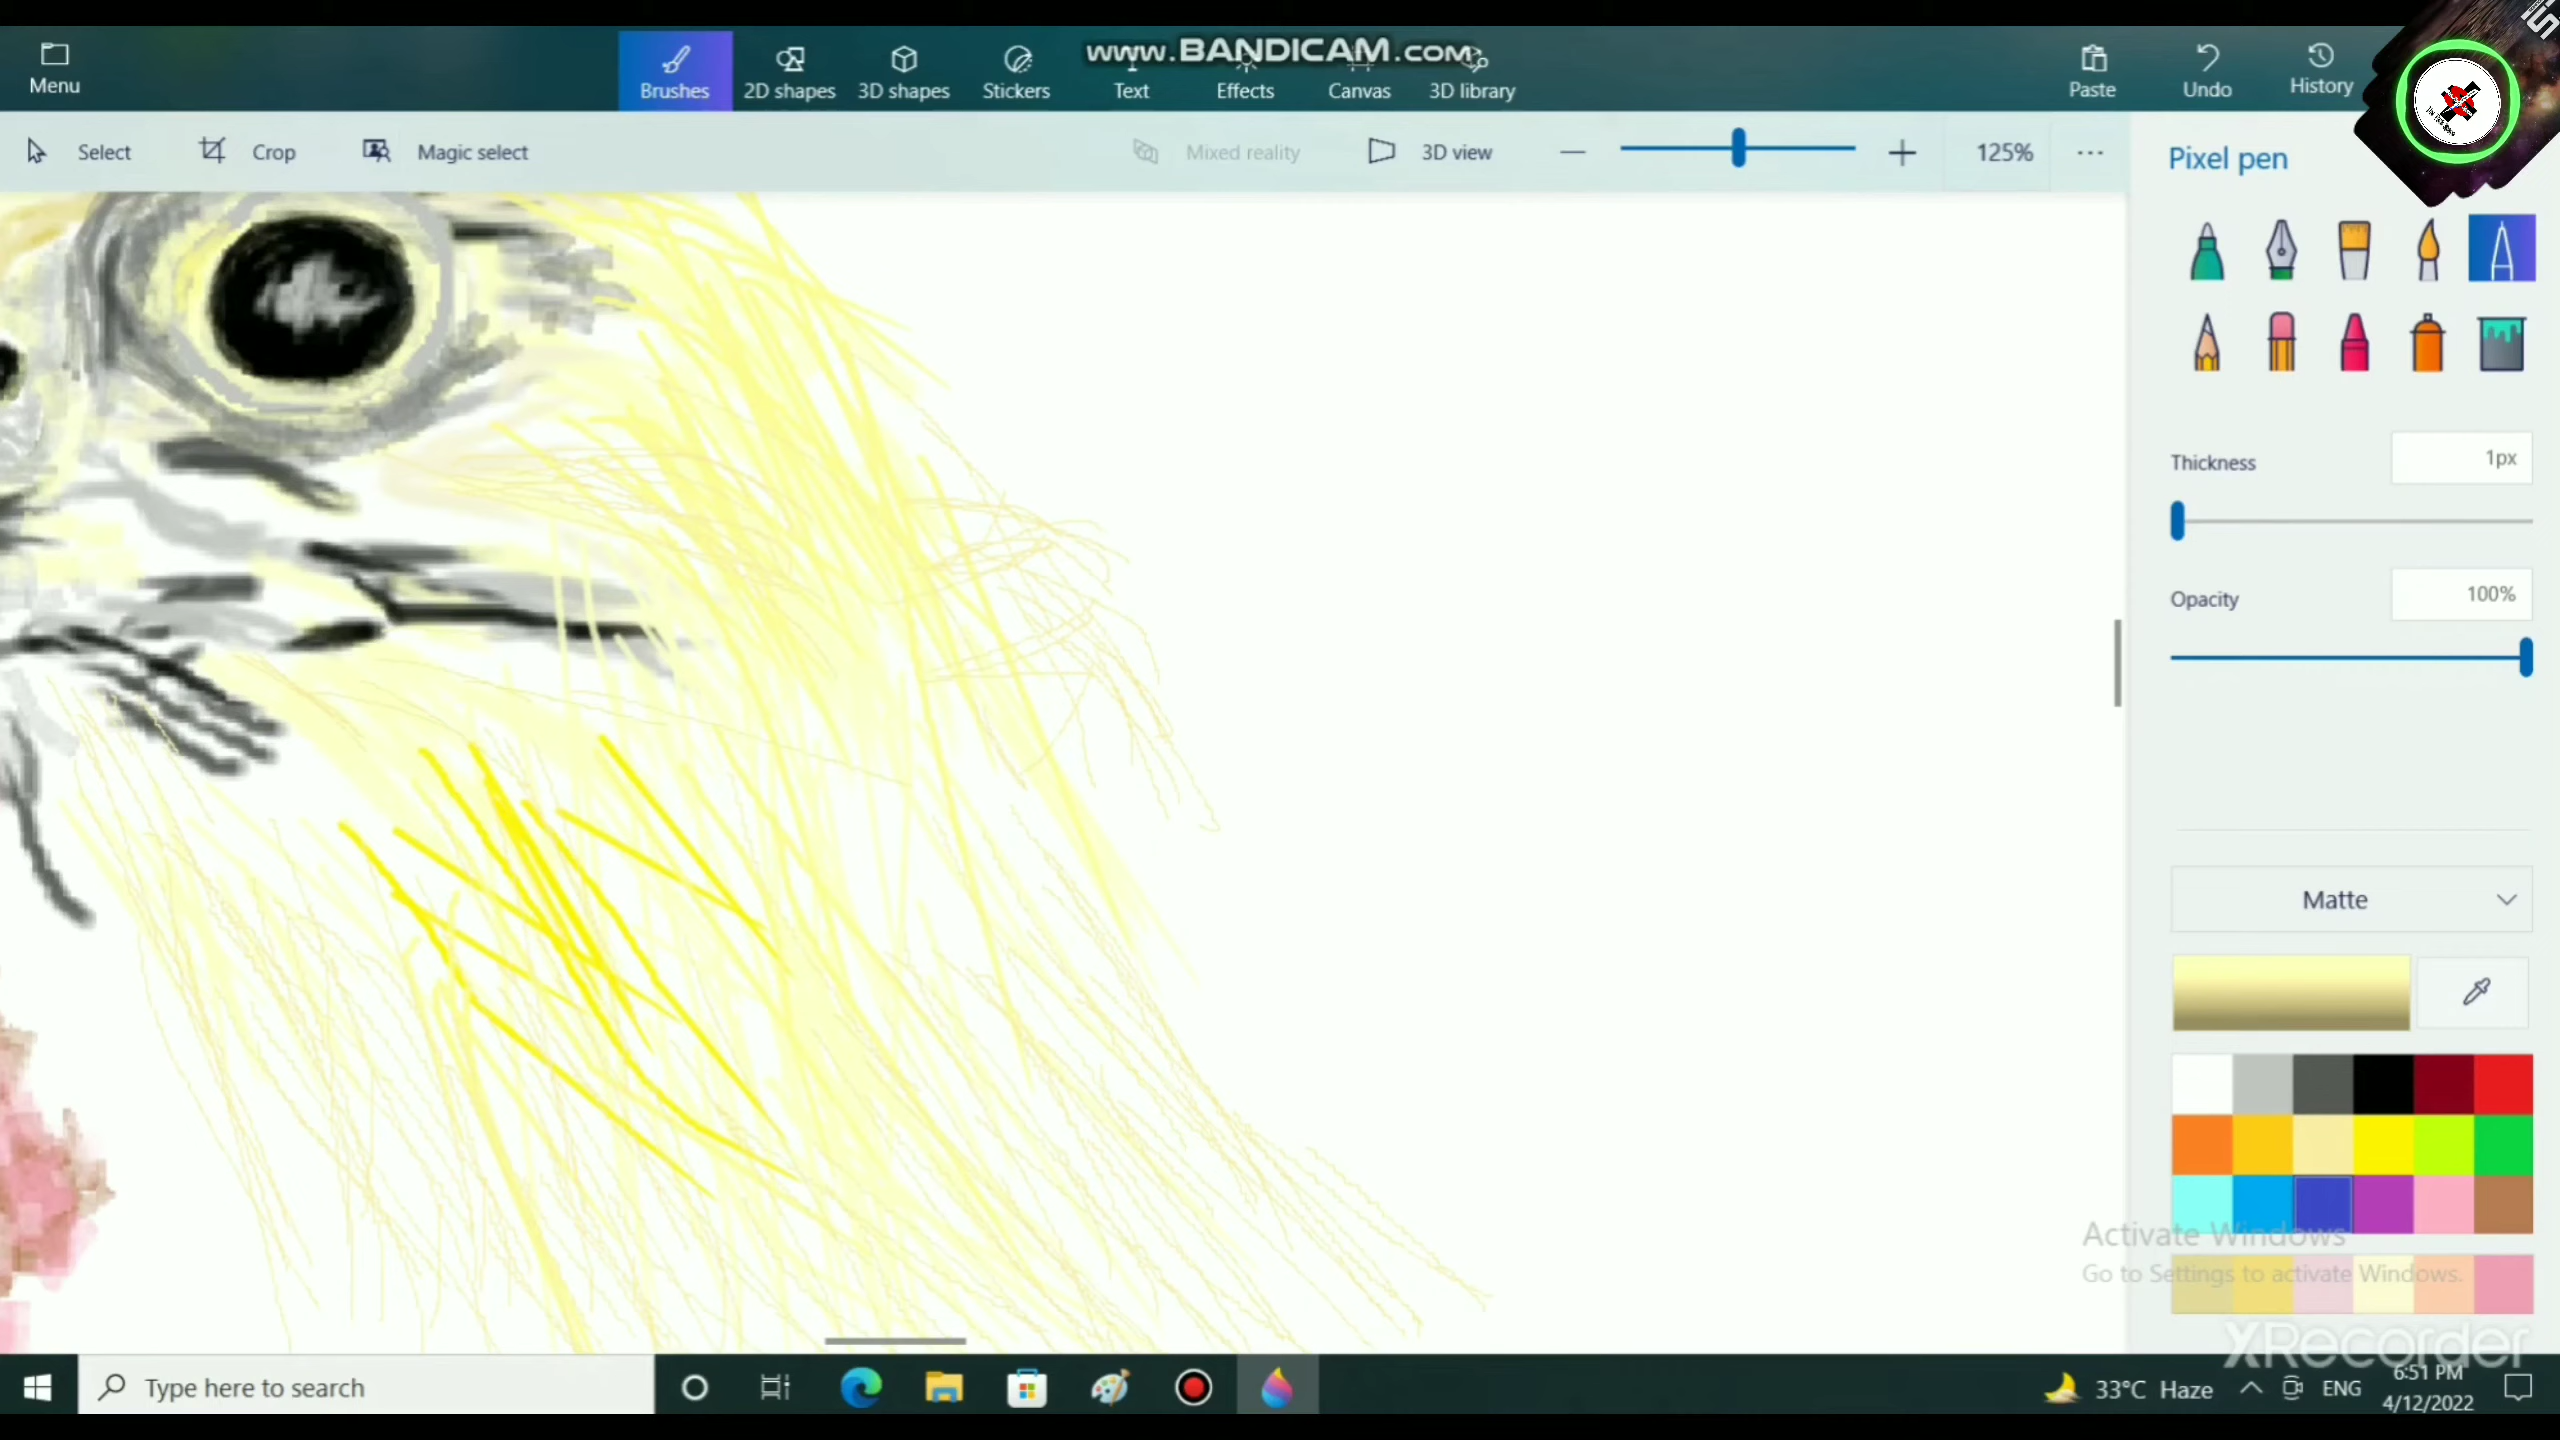 www.BANDICAM.com
Menu
Brushes
2D shapes
3D shapes
Stickers
Text
Effects
Canvas
3D library
Paste
Undo
History
Select
Crop
Magic select
Mixed reality
3D view
125%
Pixel pen
Thickness
1px
Opacity
100%
Matte
Activate Windows
Go to Settings to activate Windows.
XRecorder
Type here to search
33°C Haze
ENG
6:51 PM
4/12/2022